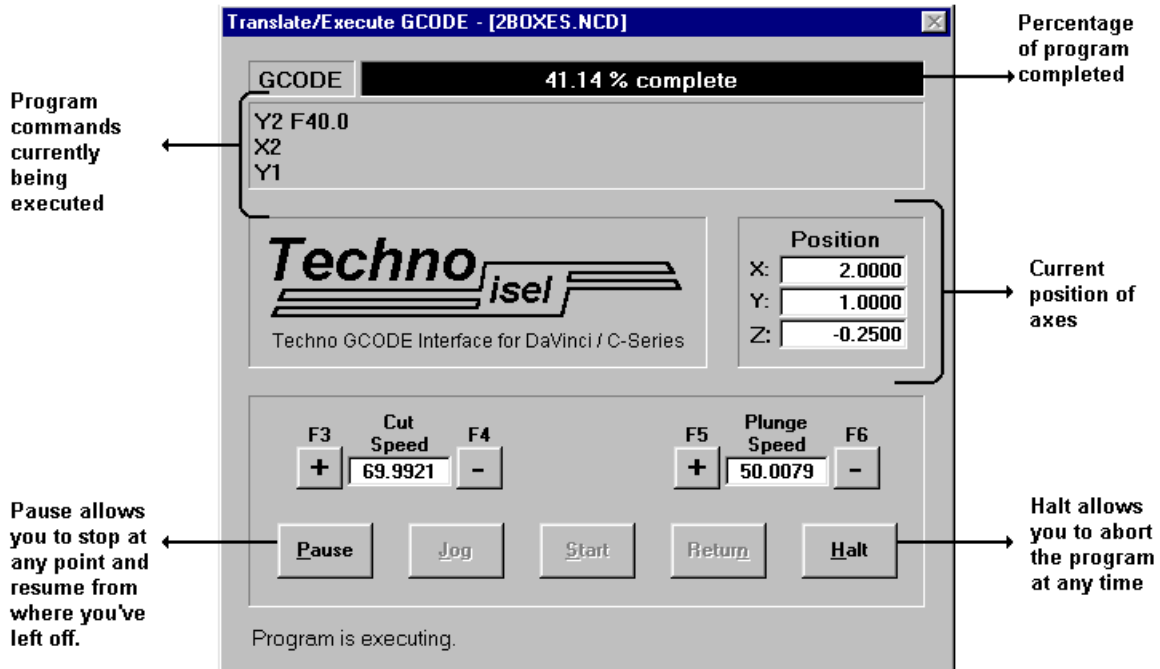 Translate/Execute GCODE - [2BOXES.NCD]
Percentage
of program
completed
GCODE
41.14 % complete
Program
commands
currently
being
executed
Y2 F40.0
X2
Y1
Techno
isel
Techno GCODE Interface for DaVinci / C-Series
Position
X: 2.0000
Y: 1.0000
Z: -0.2500
Current
position of
axes
F3
Cut
Speed
F4
+
69.9921
-
F5
Plunge
Speed
F6
+
50.0079
-
Pause allows
you to stop at
any point and
resume from
where you've
left off.
Pause
Jog
Start
Return
Halt
Halt allows
you to abort
the program
at any time
Program is executing.